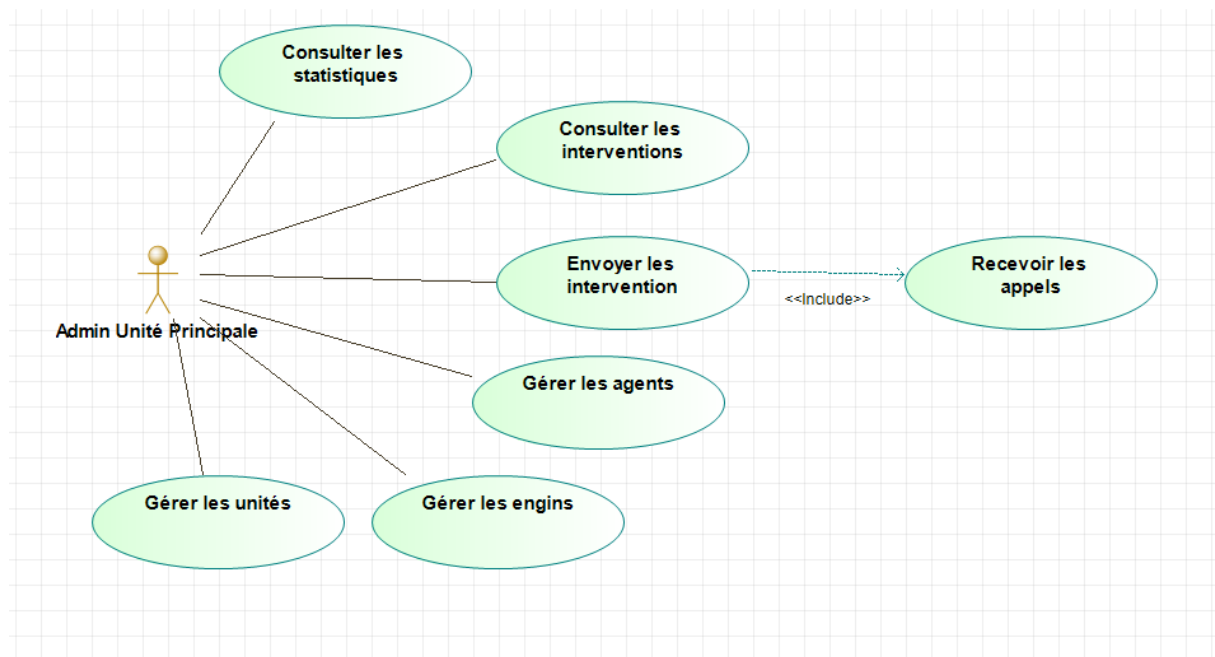 Consulter les
statistiques
Consulter les
interventions
Envoyer les
intervention
<<Include>>
Recevoir les
appels
Admin Unité Principale
Gérer les agents
Gérer les unités
Gérer les engins